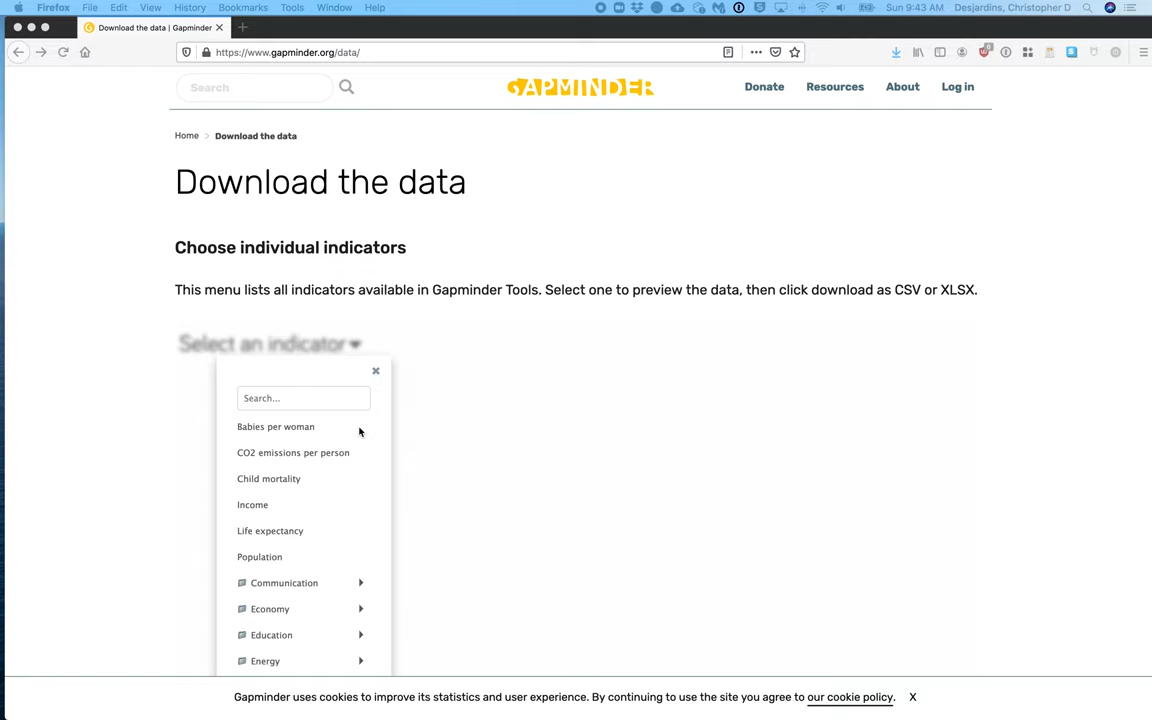 Firefox File Edit View History Bookmarks Tools Window Help Sun 9:43 AM Desjardins, Christopher D
Download the data | Gapminder
https://www.gapminder.org/data/
Search GAPMINDER Donate Resources About Log in
Home > Download the data
Download the data
Choose individual indicators
This menu lists all indicators available in Gapminder Tools. Select one to preview the data, then click download as CSV or XLSX.
Select an indicator
Search...
Babies per woman
CO2 emissions per person
Child mortality
Income
Life expectancy
Population
Communication
Economy
Education
Energy
Gapminder uses cookies to improve its statistics and user experience. By continuing to use the site you agree to our cookie policy. X